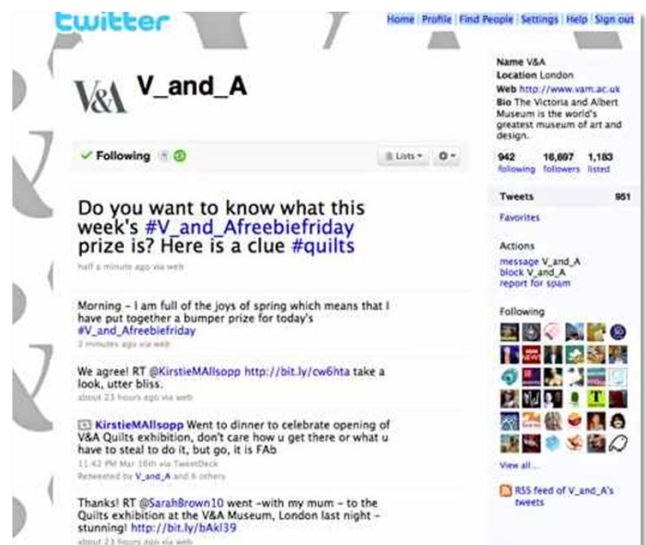 twitter
Home Profile Find People Settings Help Sign out
V&A V_and_A
Following
Lists
Do you want to know what this
week's #V_and_Afreebiefriday
prize is? Here is a clue #quilts
half a minute ago via web
Morning – I am full of the joys of spring which means that I
have put together a bumper prize for today's
#V_and_Afreebiefriday
2 minutes ago via web
We agree! RT @KirstieMAllsopp http://bit.ly/cw6hta take a
look, utter bliss.
about 23 hours ago via web
KirstieMAllsopp Went to dinner to celebrate opening of
V&A Quilts exhibition, don't care how u get there or what u
have to steal to do it, but go, it is FAb
11:42 PM Mar 16th via TweetDeck
Retweeted by V_and_A and 6 others
Thanks! RT @SarahBrown10 went –with my mum – to the
Quilts exhibition at the V&A Museum, London last night –
stunning! http://bit.ly/bAkl39
about 23 hours ago via web
Name V&A
Location London
Web http://www.vam.ac.uk
Bio The Victoria and Albert
Museum is the world's
greatest museum of art and
design.
942 16,697 1,183
following followers listed
Tweets 951
Favorites
Actions
message V_and_A
block V_and_A
report for spam
Following
View all…
RSS feed of V_and_A's
tweets